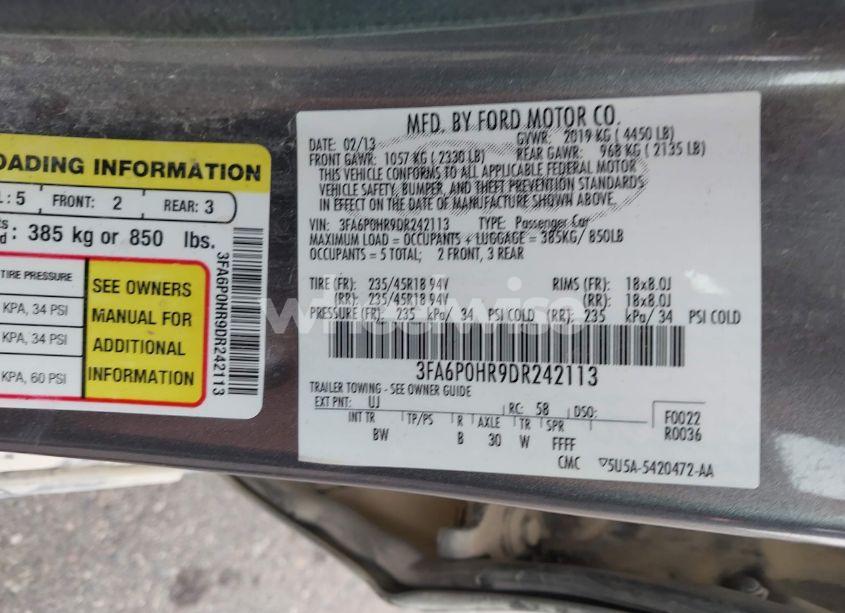 OADING INFORMATION
: 5 FRONT: 2 REAR: 3
: 385 kg or 850 lbs.
TIRE PRESSURE
KPA, 34 PSI
KPA, 34 PSI
KPA, 60 PSI
SEE OWNERS
MANUAL FOR
ADDITIONAL
INFORMATION
3FA6P0HR9DR242113
MFD. BY FORD MOTOR CO.
DATE: 02/13 GVWR: 2019 KG ( 4450 LB)
FRONT GAWR: 1057 KG ( 2330 LB) REAR GAWR: 968 KG ( 2135 LB)
THIS VEHICLE CONFORMS TO ALL APPLICABLE FEDERAL MOTOR
VEHICLE SAFETY, BUMPER, AND THEFT PREVENTION STANDARDS
IN EFFECT ON THE DATE OF MANUFACTURE SHOWN ABOVE.
VIN: 3FA6P0HR9DR242113 TYPE: Passenger Car
MAXIMUM LOAD = OCCUPANTS + LUGGAGE = 385KG/ 850LB
OCCUPANTS = 5 TOTAL; 2 FRONT, 3 REAR
TIRE (FR): 235/45R18 94V RIMS (FR): 18x8.0J
(RR): 235/45R18 94V (RR): 18x8.0J
PRESSURE (FR): 235 kPa/ 34 PSI COLD (RR): 235 kPa/ 34 PSI COLD
3FA6P0HR9DR242113
TRAILER TOWING - SEE OWNER GUIDE
EXT PNT: UJ RC: 58 DSO: F0022
INT TR TP/PS R AXLE TR SPR R0036
BW B 30 W FFFF
CMC 5U5A-5420472-AA
wheelwise